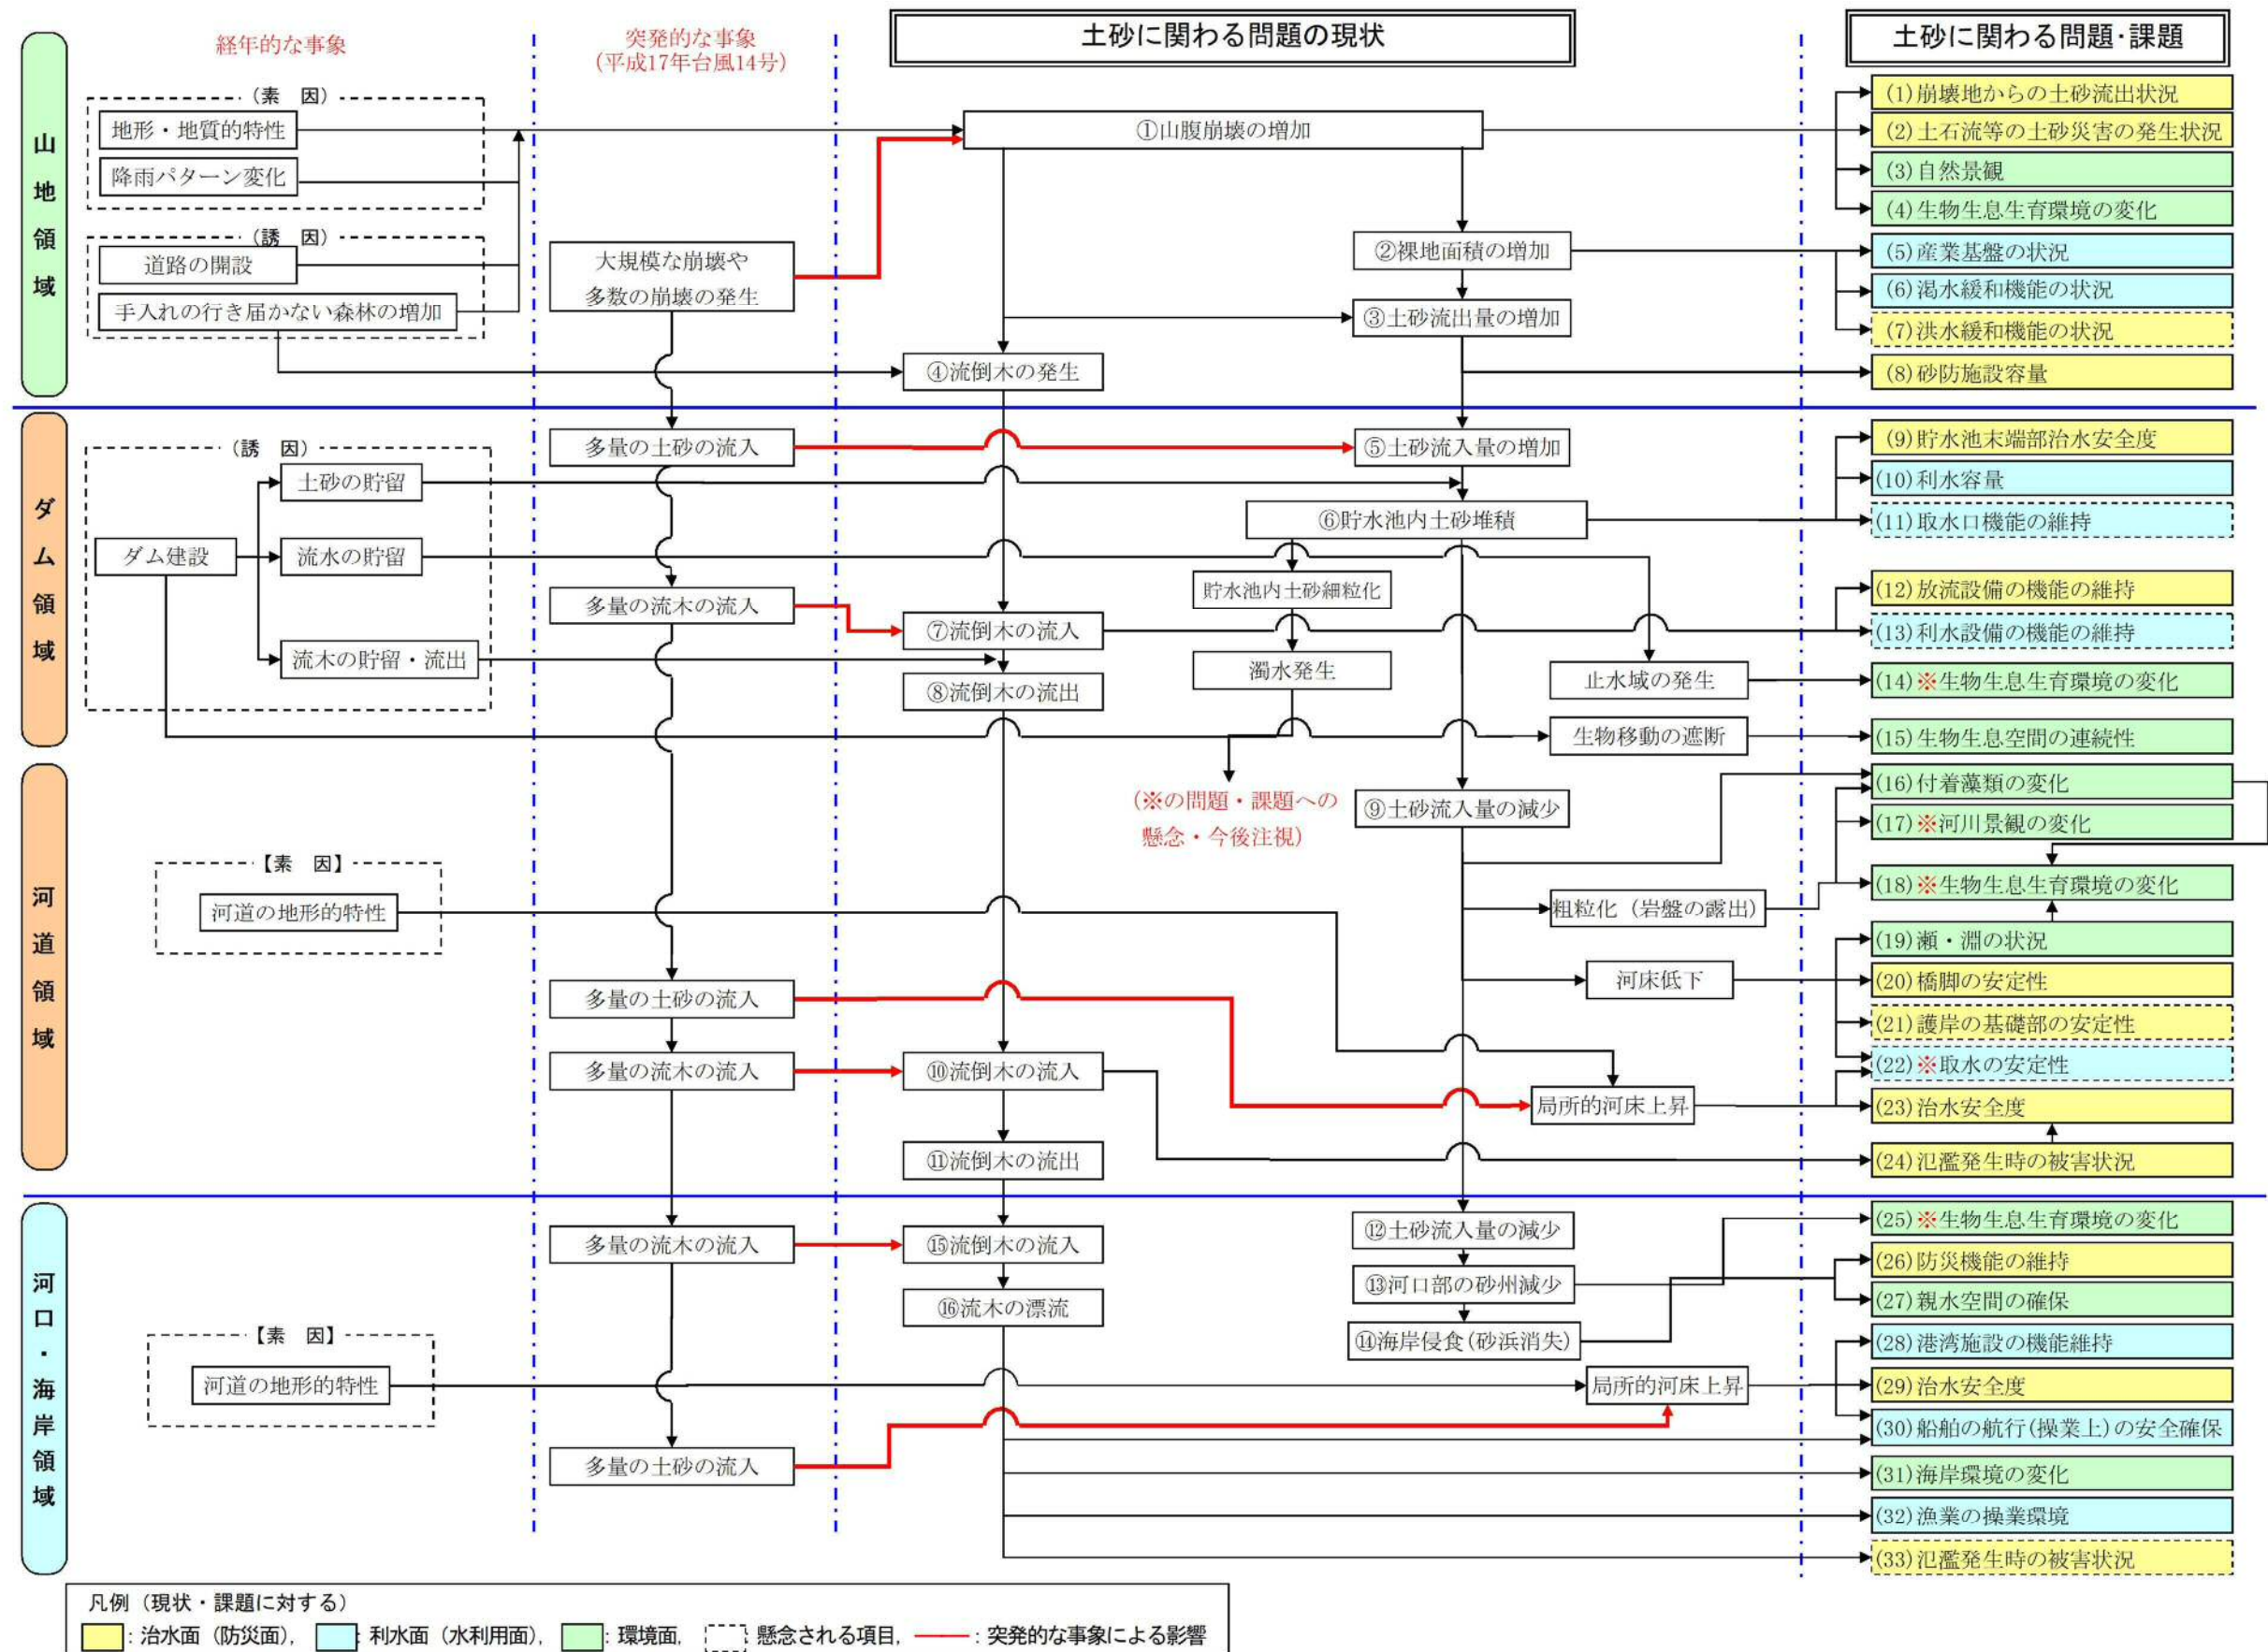 経年的な事象
突発的な事象
(平成17年台風14号)
土砂に関わる問題の現状
土砂に関わる問題・課題
山地領域
(素 因)
地形・地質的特性
降雨パターン変化
(誘 因)
道路の開設
手入れの行き届かない森林の増加
大規模な崩壊や
多数の崩壊の発生
①山腹崩壊の増加
②裸地面積の増加
③土砂流出量の増加
④流倒木の発生
(1)崩壊地からの土砂流出状況
(2)土石流等の土砂災害の発生状況
(3)自然景観
(4)生物生息生育環境の変化
(5)産業基盤の状況
(6)渇水緩和機能の状況
(7)洪水緩和機能の状況
(8)砂防施設容量
ダム領域
(誘 因)
ダム建設
土砂の貯留
流水の貯留
流木の貯留・流出
多量の土砂の流入
多量の流木の流入
⑤土砂流入量の増加
⑥貯水池内土砂堆積
貯水池内土砂細粒化
⑦流倒木の流入
濁水発生
⑧流倒木の流出
止水域の発生
生物移動の遮断
(9)貯水池末端部治水安全度
(10)利水容量
(11)取水口機能の維持
(12)放流設備の機能の維持
(13)利水設備の機能の維持
(14)※生物生息生育環境の変化
(15)生物生息空間の連続性
河道領域
【素 因】
河道の地形的特性
多量の土砂の流入
多量の流木の流入
(※の問題・課題への
懸念・今後注視)
⑨土砂流入量の減少
粗粒化(岩盤の露出)
河床低下
⑩流倒木の流入
局所的河床上昇
⑪流倒木の流出
(16)付着藻類の変化
(17)※河川景観の変化
(18)※生物生息生育環境の変化
(19)瀬・淵の状況
(20)橋脚の安定性
(21)護岸の基礎部の安定性
(22)※取水の安定性
(23)治水安全度
(24)氾濫発生時の被害状況
河口・海岸領域
【素 因】
河道の地形的特性
多量の流木の流入
多量の土砂の流入
⑮流倒木の流入
⑯流木の漂流
⑫土砂流入量の減少
⑬河口部の砂州減少
⑭海岸侵食(砂浜消失)
局所的河床上昇
(25)※生物生息生育環境の変化
(26)防災機能の維持
(27)親水空間の確保
(28)港湾施設の機能維持
(29)治水安全度
(30)船舶の航行(操業上)の安全確保
(31)海岸環境の変化
(32)漁業の操業環境
(33)氾濫発生時の被害状況
凡例(現状・課題に対する)
:治水面(防災面), : 利水面(水利用面), :環境面, 懸念される項目, :突発的な事象による影響